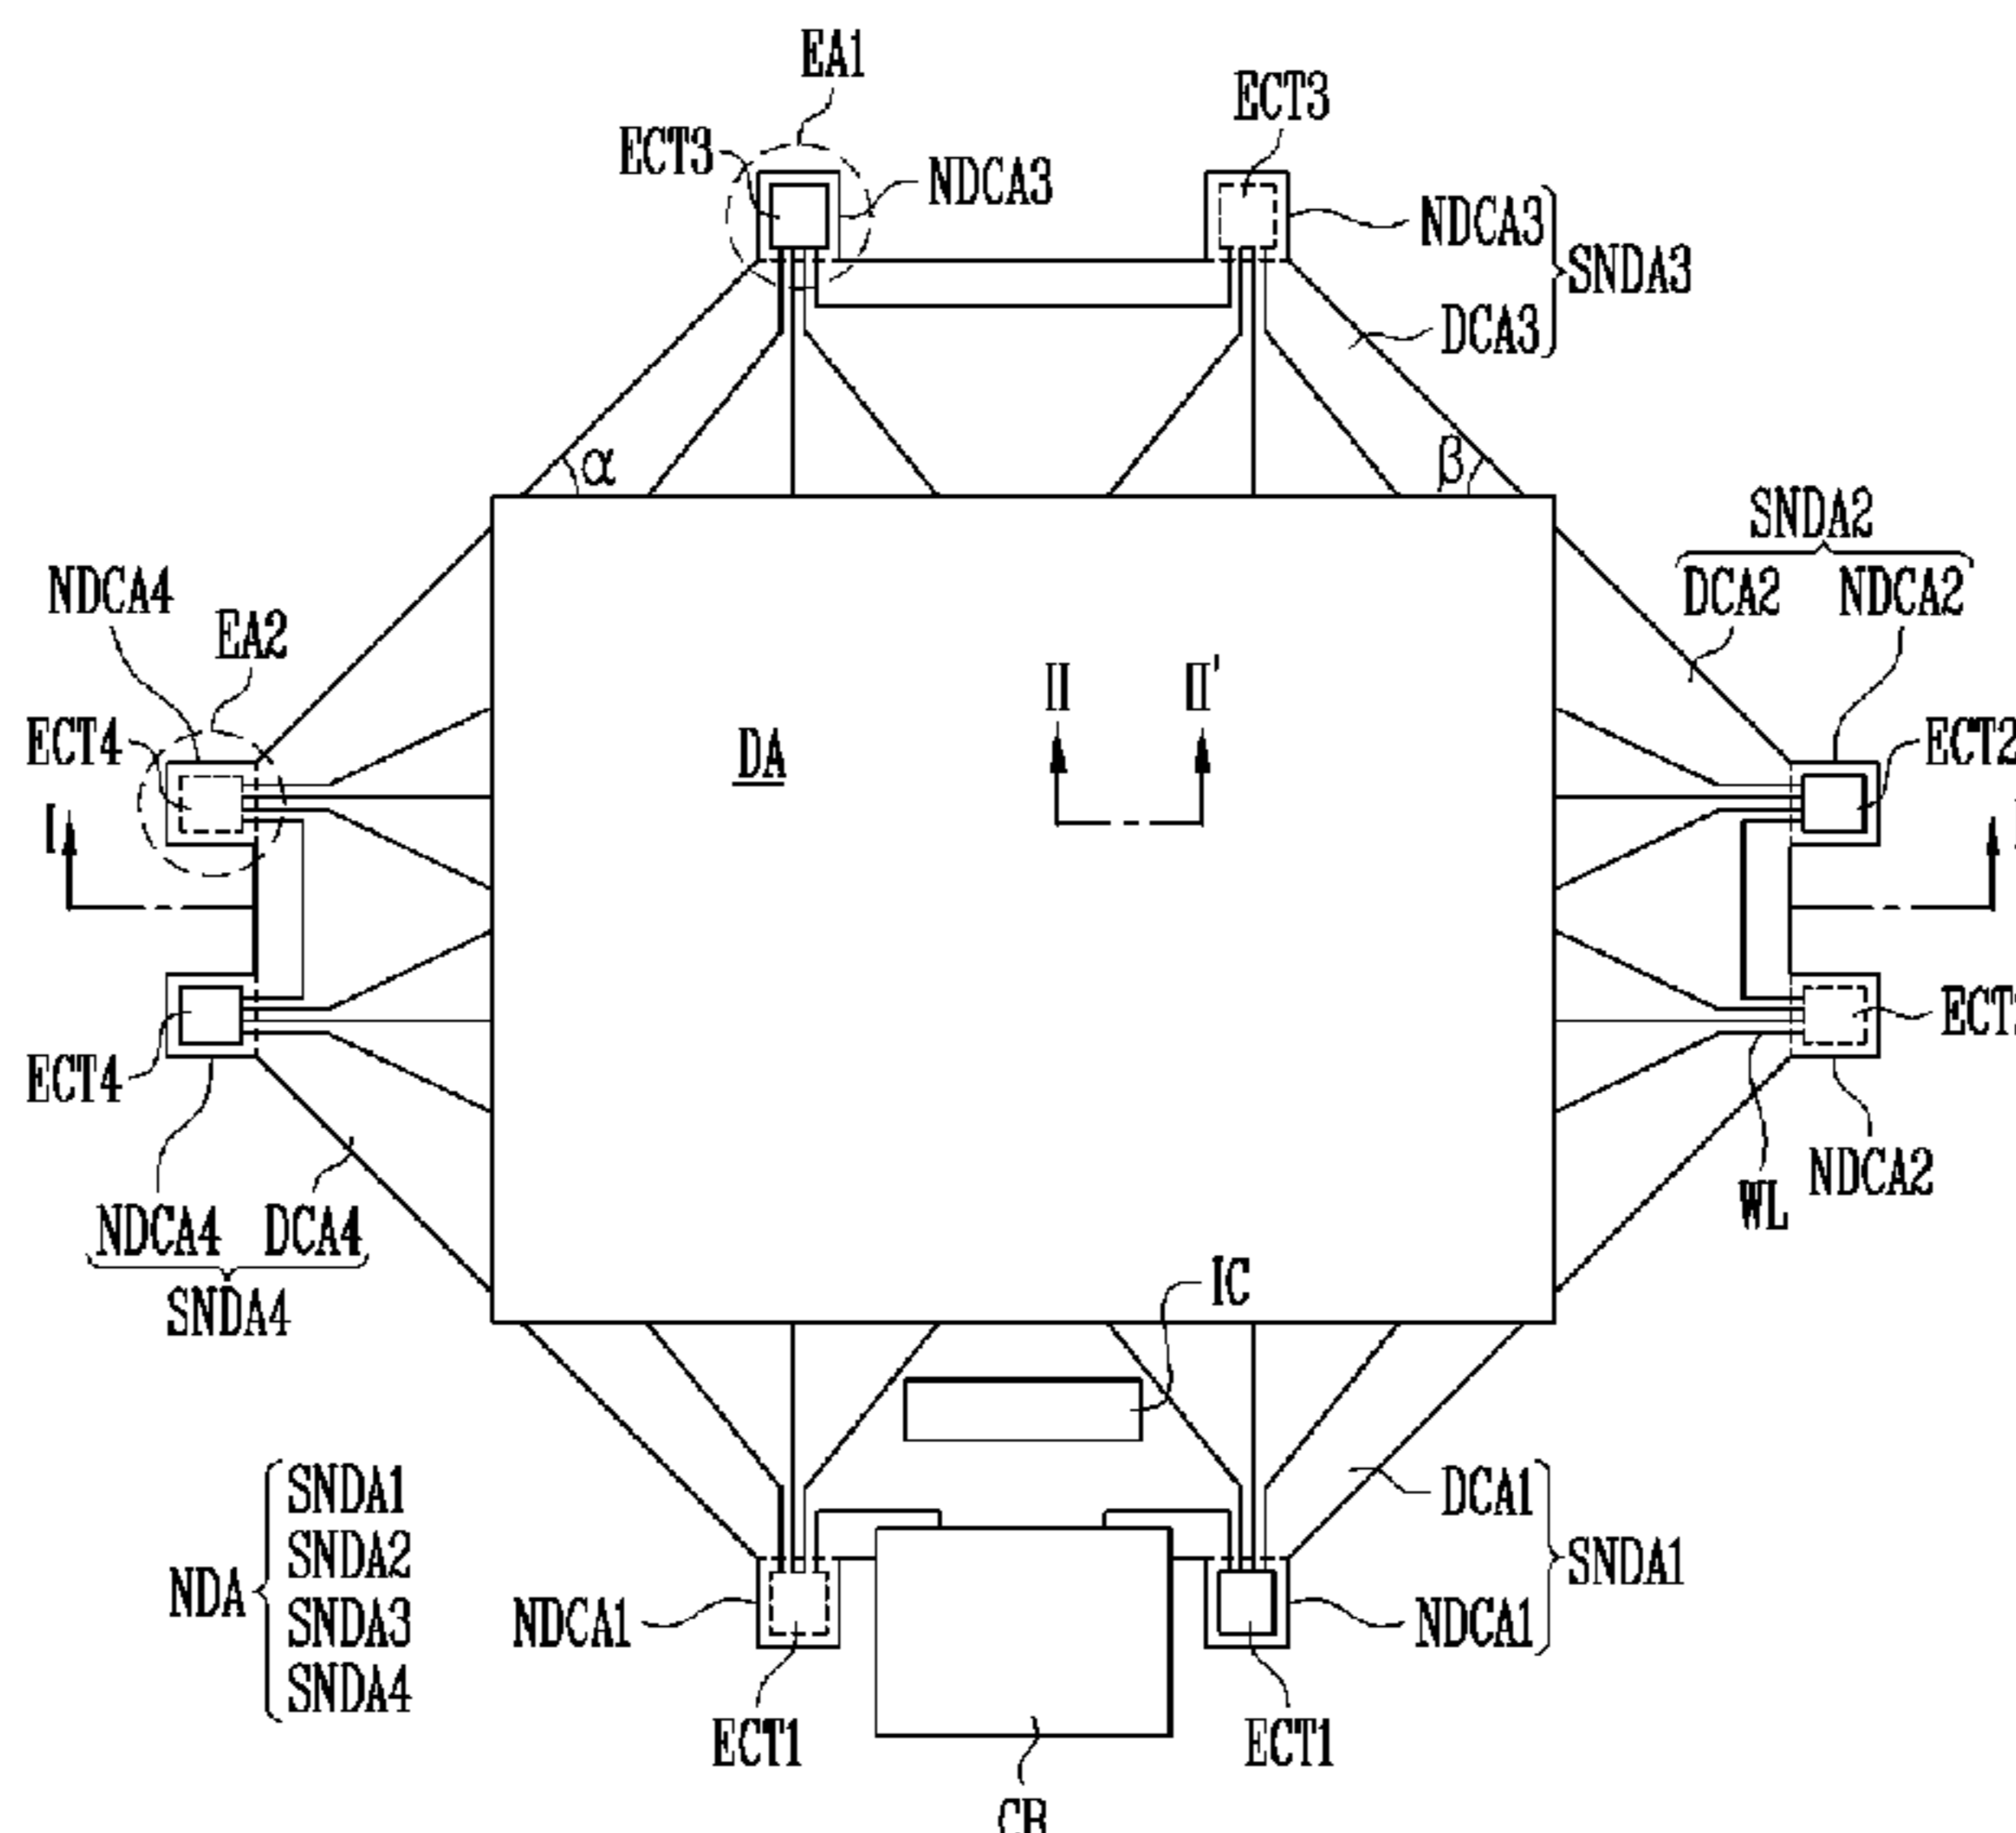 EA1
ECT3
ECT3
NDCA3
NDCA3
SNDA3
DCA3
α
β
SNDA2
DCA2 NDCA2
NDCA4
EA2
ECT4
II II'
DA
ECT2
I
ECT4
NDCA2
WL
NDCA4 DCA4
SNDA4
IC
NDA
SNDA1
SNDA2
SNDA3
SNDA4
DCA1
SNDA1
NDCA1
NDCA1
ECT1
ECT1